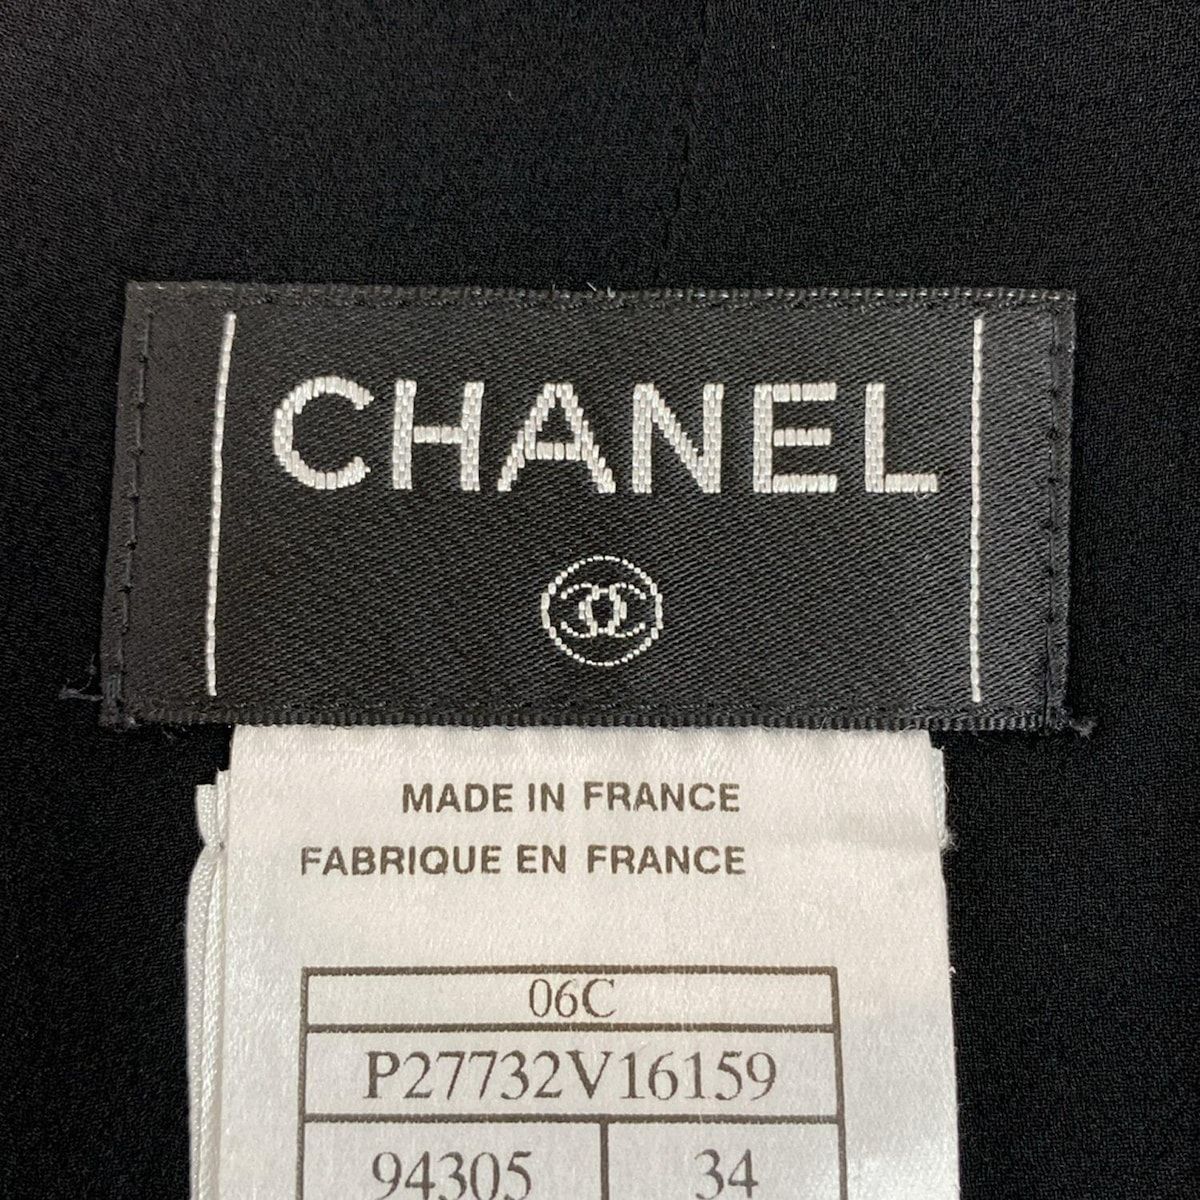 CHANEL
MADE IN FRANCE
FABRIQUE EN FRANCE
06C
P27732V16159
94305 34